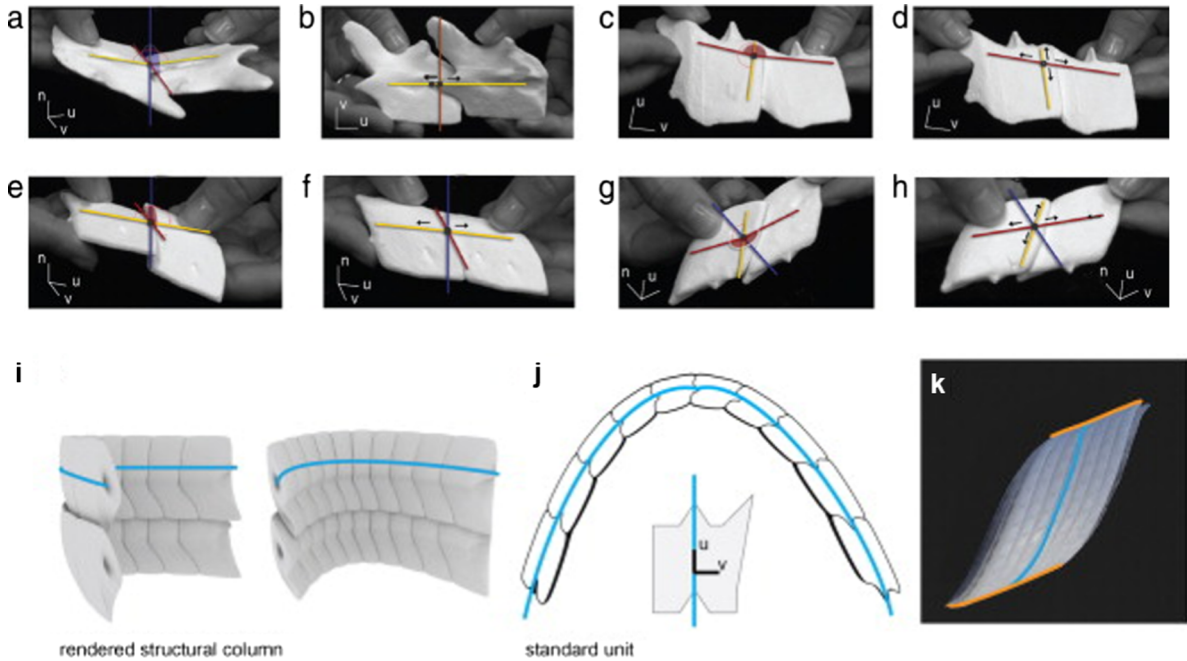 a b c d
n u v
v u
u v
u v
e f g h
n u v
n u v
n u v
n u v
i j k
u v
rendered structural column standard unit